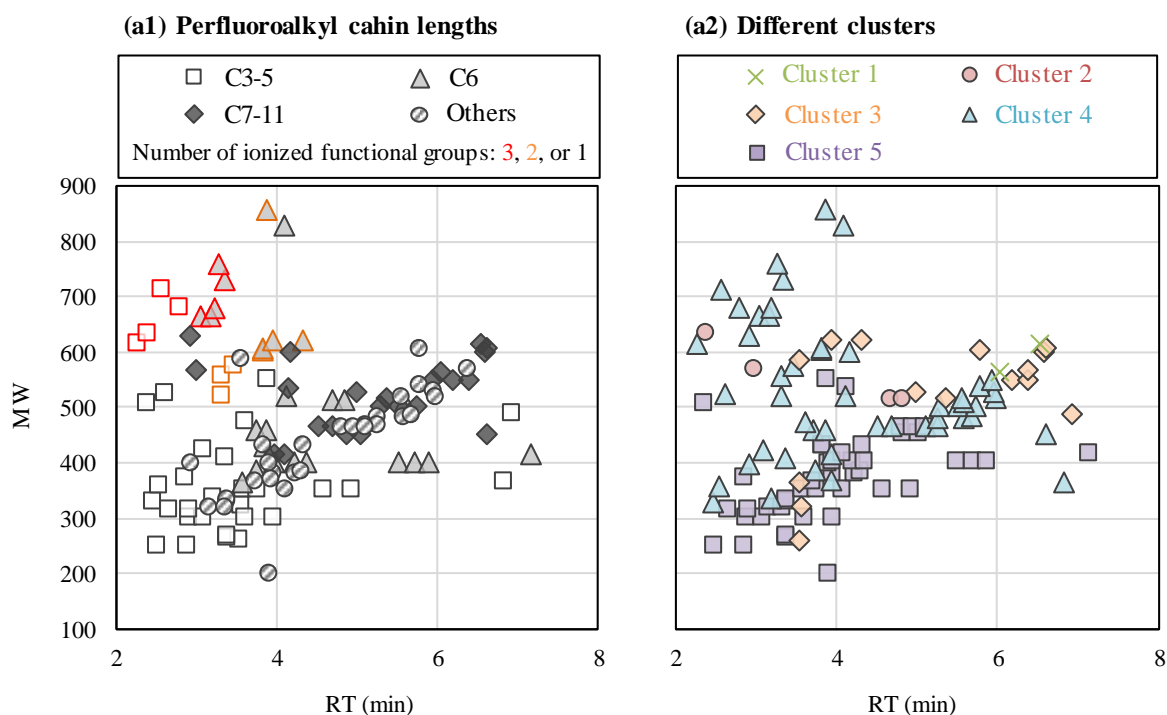 (a1) Perfluoroalkyl cahin lengths
C3-5 C6
C7-11 Others
Number of ionized functional groups: 3, 2, or 1
MW
900
800
700
600
500
400
300
200
100
2 4 6 8
RT (min)
(a2) Different clusters
Cluster 1 Cluster 2
Cluster 3 Cluster 4
Cluster 5
2 4 6 8
RT (min)